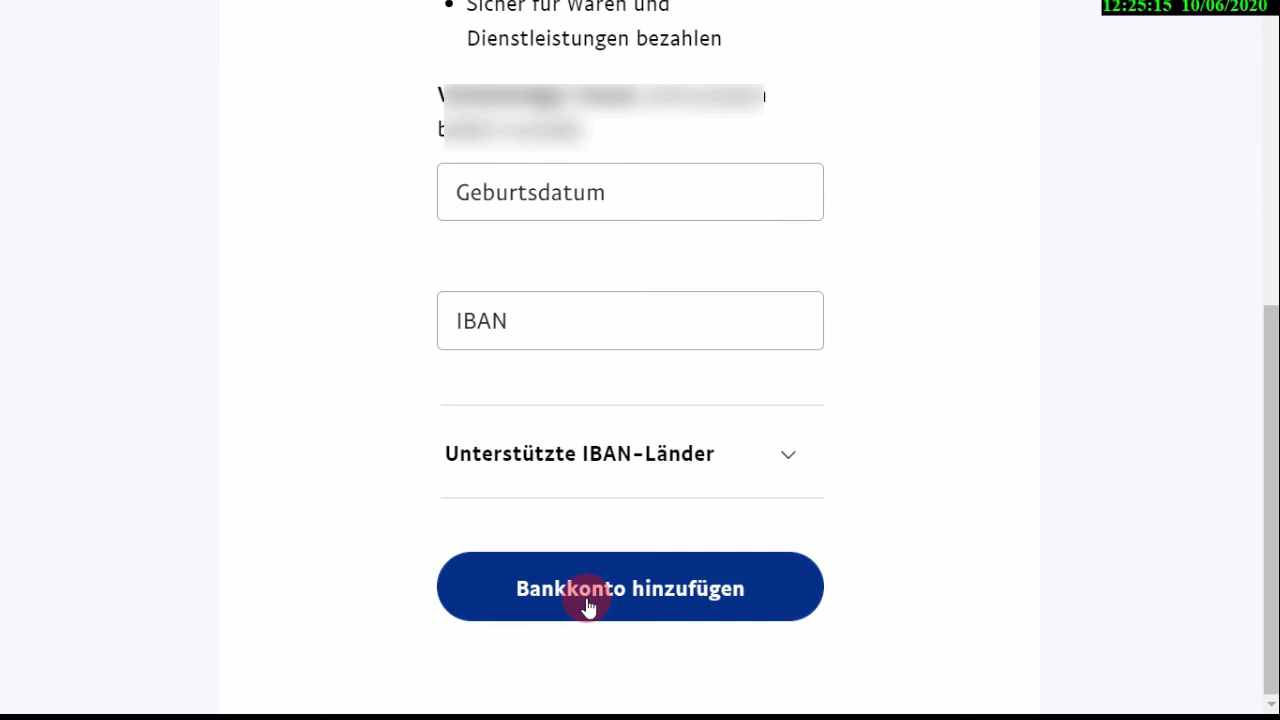 12:25:15 10/06/2020
Sicher für Waren und
Dienstleistungen bezahlen
Geburtsdatum
IBAN
Unterstützte IBAN-Länder
Bankkonto hinzufügen